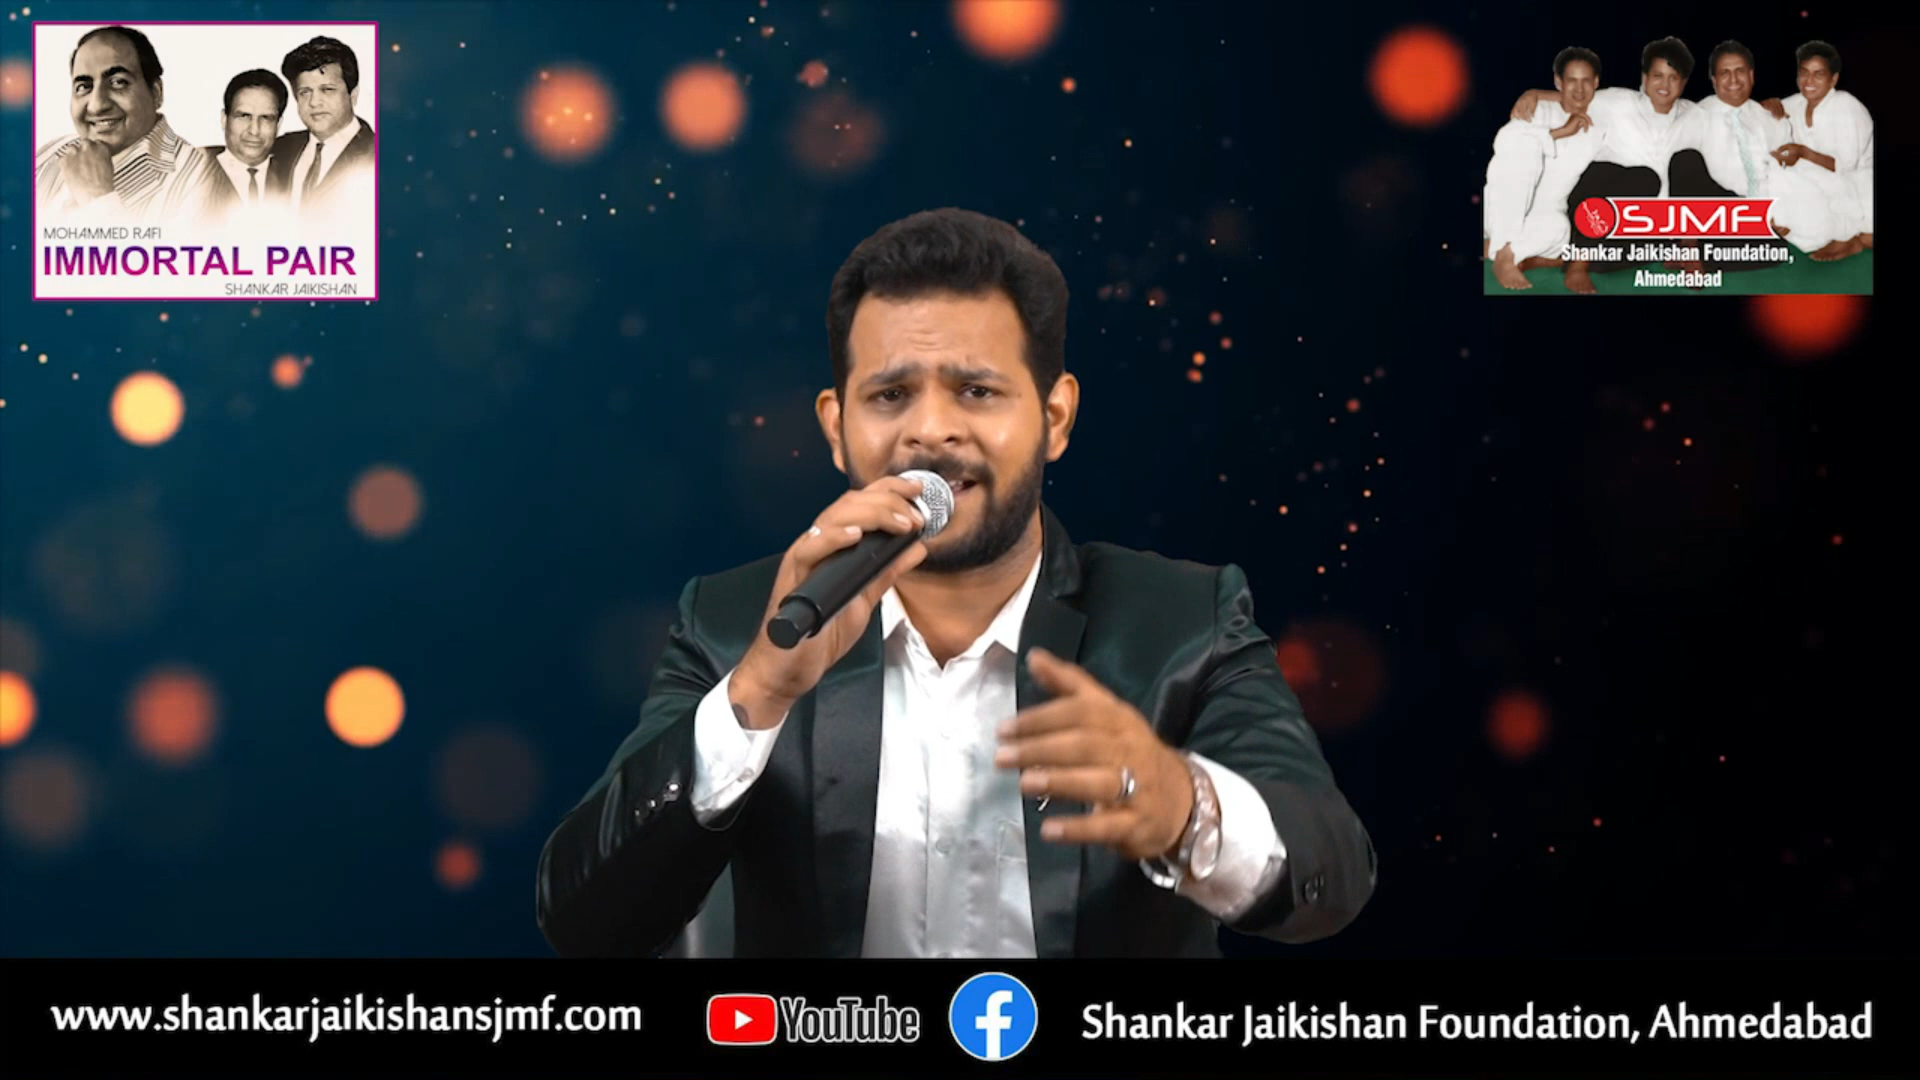 MOHAMMED RAFI
IMMORTAL PAIR
SHANKAR JAIKISHAN
SJMF
Shankar Jaikishan Foundation,
Ahmedabad
www.shankarjaikishansjmf.com
YouTube
Shankar Jaikishan Foundation, Ahmedabad